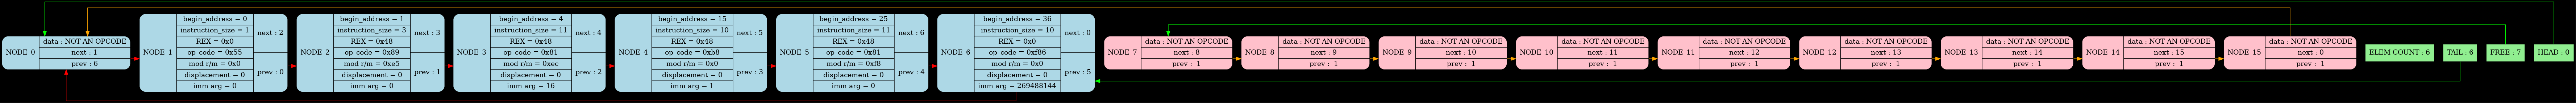 NODE_0
data : NOT AN OPCODE
next : 1
prev : 6
NODE_1
begin_address = 0
instruction_size = 1
REX = 0x0
op_code = 0x55
mod r/m = 0x0
displacement = 0
imm arg = 0
next : 2
prev : 0
NODE_2
begin_address = 1
instruction_size = 3
REX = 0x48
op_code = 0x89
mod r/m = 0xe5
displacement = 0
imm arg = 0
next : 3
prev : 1
NODE_3
begin_address = 4
instruction_size = 11
REX = 0x48
op_code = 0x81
mod r/m = 0xec
displacement = 0
imm arg = 16
next : 4
prev : 2
NODE_4
begin_address = 15
instruction_size = 10
REX = 0x48
op_code = 0xb8
mod r/m = 0x0
displacement = 0
imm arg = 1
next : 5
prev : 3
NODE_5
begin_address = 25
instruction_size = 11
REX = 0x48
op_code = 0x81
mod r/m = 0xf8
displacement = 0
imm arg = 0
next : 6
prev : 4
NODE_6
begin_address = 36
instruction_size = 10
REX = 0x0
op_code = 0xf86
mod r/m = 0x0
displacement = 0
imm arg = 269488144
next : 0
prev : 5
NODE_7
data : NOT AN OPCODE
next : 8
prev : -1
NODE_8
data : NOT AN OPCODE
next : 9
prev : -1
NODE_9
data : NOT AN OPCODE
next : 10
prev : -1
NODE_10
data : NOT AN OPCODE
next : 11
prev : -1
NODE_11
data : NOT AN OPCODE
next : 12
prev : -1
NODE_12
data : NOT AN OPCODE
next : 13
prev : -1
NODE_13
data : NOT AN OPCODE
next : 14
prev : -1
NODE_14
data : NOT AN OPCODE
next : 15
prev : -1
NODE_15
data : NOT AN OPCODE
next : 0
prev : -1
ELEM COUNT : 6
TAIL : 6
FREE : 7
HEAD : 0